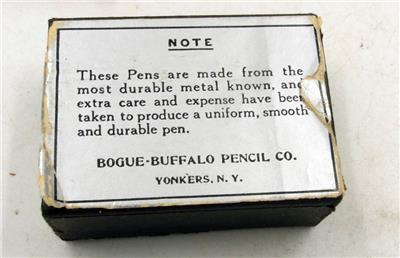 NOTE
These Pens are made from the
most durable metal known, and
extra care and expense have been
taken to produce a uniform, smooth
and durable pen.
BOGUE-BUFFALO PENCIL CO.
YONKERS, N. Y.